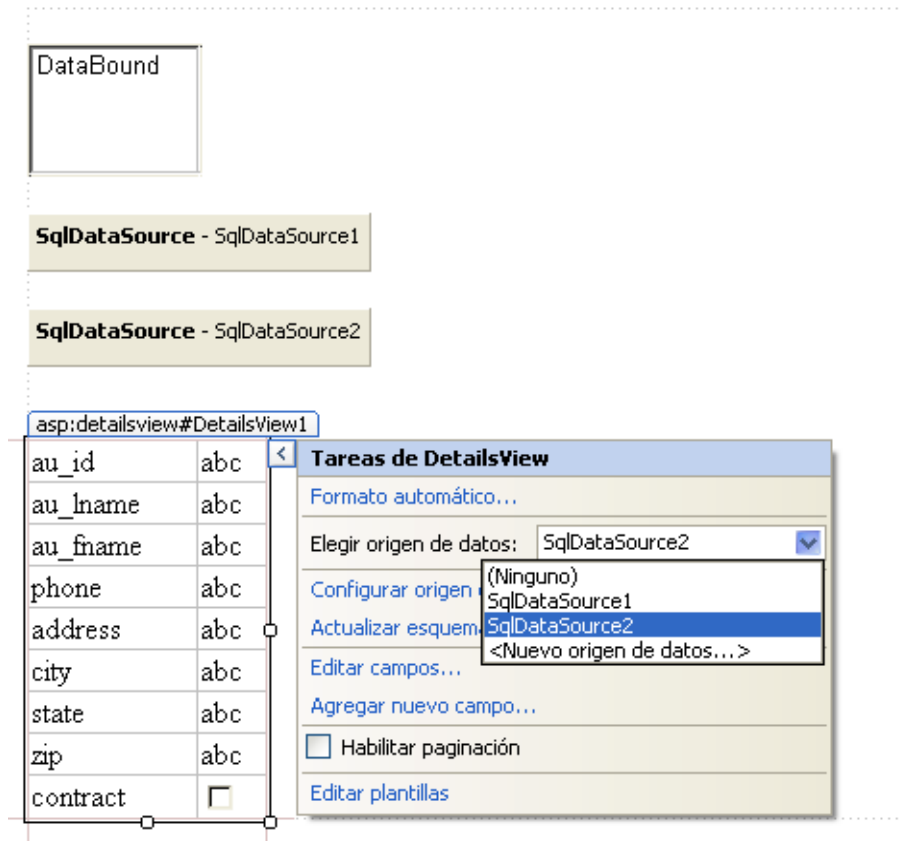 DataBound
SqlDataSource - SqlDataSource1
SqlDataSource - SqlDataSource2
asp:detailsview#DetailsView1
au_id abc
au_lname abc
au_fname abc
phone abc
address abc
city abc
state abc
zip abc
contract
Tareas de DetailsView
Formato automático...
Elegir origen de datos: SqlDataSource2
(Ninguno)
SqlDataSource1
SqlDataSource2
<Nuevo origen de datos...>
Configurar origen
Actualizar esquem
Editar campos...
Agregar nuevo campo...
Habilitar paginación
Editar plantillas